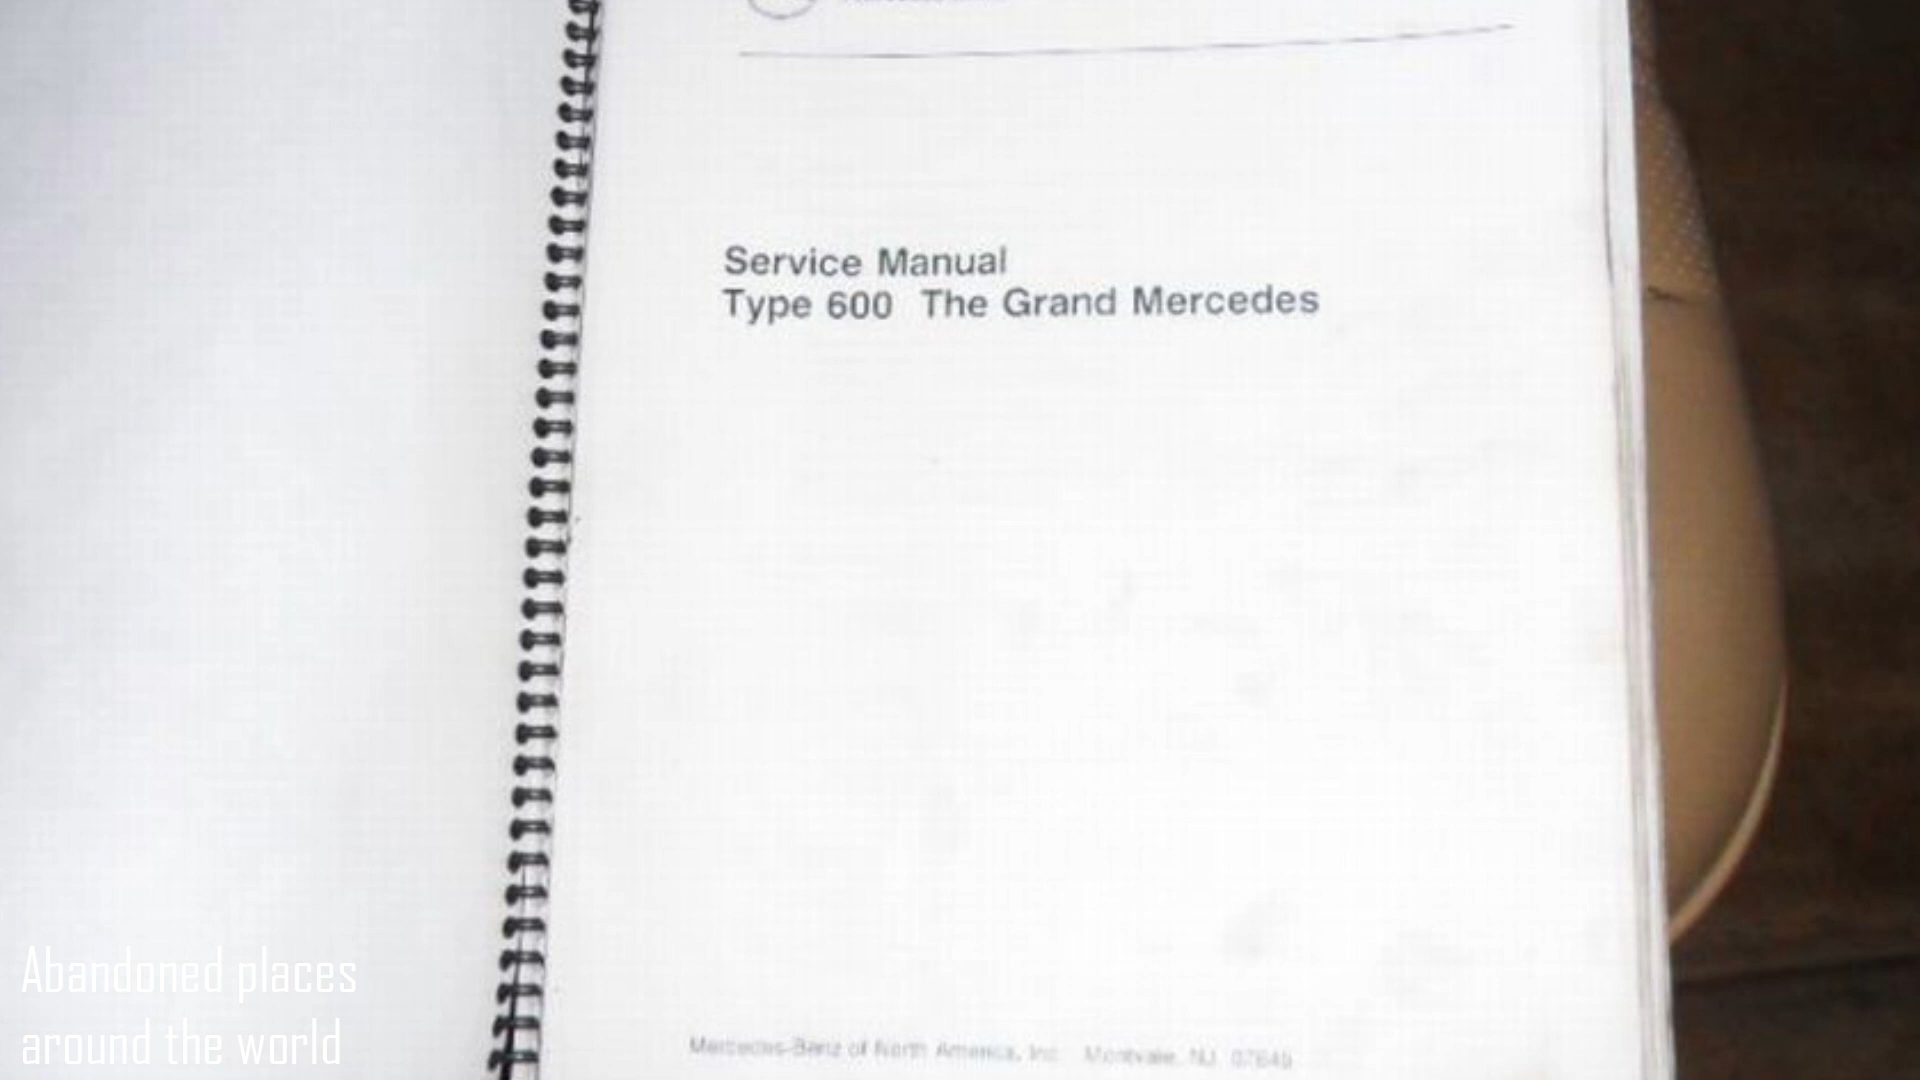 Service Manual
Type 600 The Grand Mercedes
Mercedes-Benz of North America, Inc. Montvale, NJ
Abandoned places
around the world